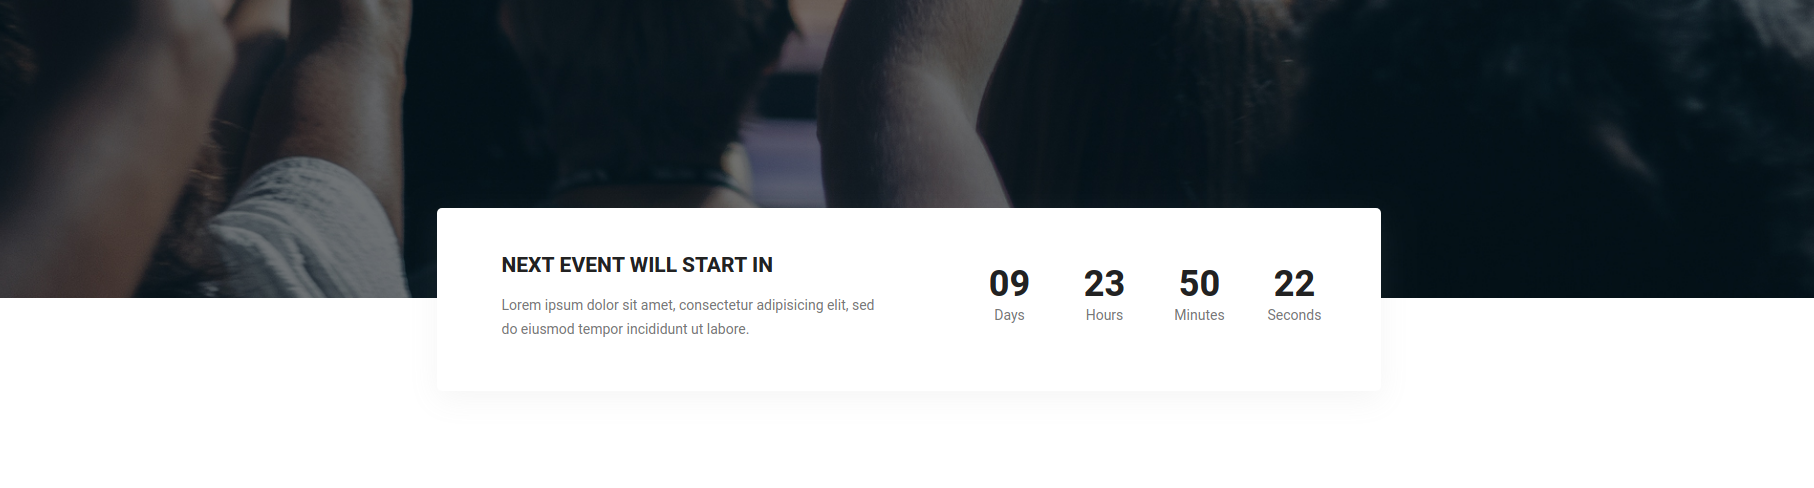 NEXT EVENT WILL START IN
Lorem ipsum dolor sit amet, consectetur adipisicing elit, sed
do eiusmod tempor incididunt ut labore.
09 23 50 22
Days Hours Minutes Seconds